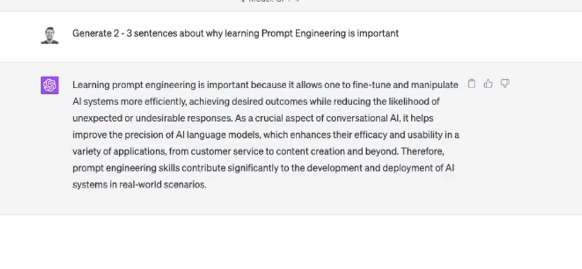 Generate 2 - 3 sentences about why learning Prompt Engineering is important
Learning prompt engineering is important because it allows one to fine-tune and manipulate
AI systems more efficiently, achieving desired outcomes while reducing the likelihood of
unexpected or undesirable responses. As a crucial aspect of conversational AI, it helps
improve the precision of AI language models, which enhances their efficacy and usability in a
variety of applications, from customer service to content creation and beyond. Therefore,
prompt engineering skills contribute significantly to the development and deployment of AI
systems in real-world scenarios.